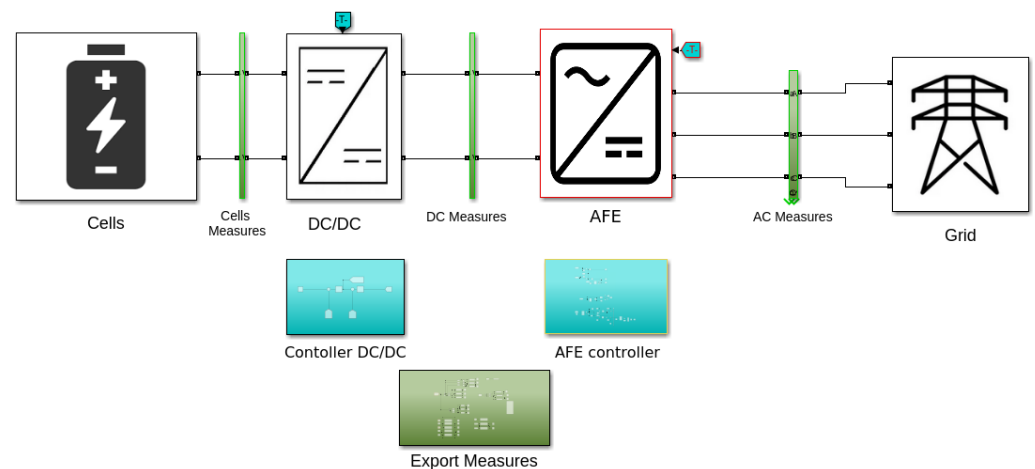 -T-
-T-
A
B
C
Cells
Cells
Measures
DC/DC
DC Measures
AFE
AC Measures
Grid
Contoller DC/DC
AFE controller
Export Measures